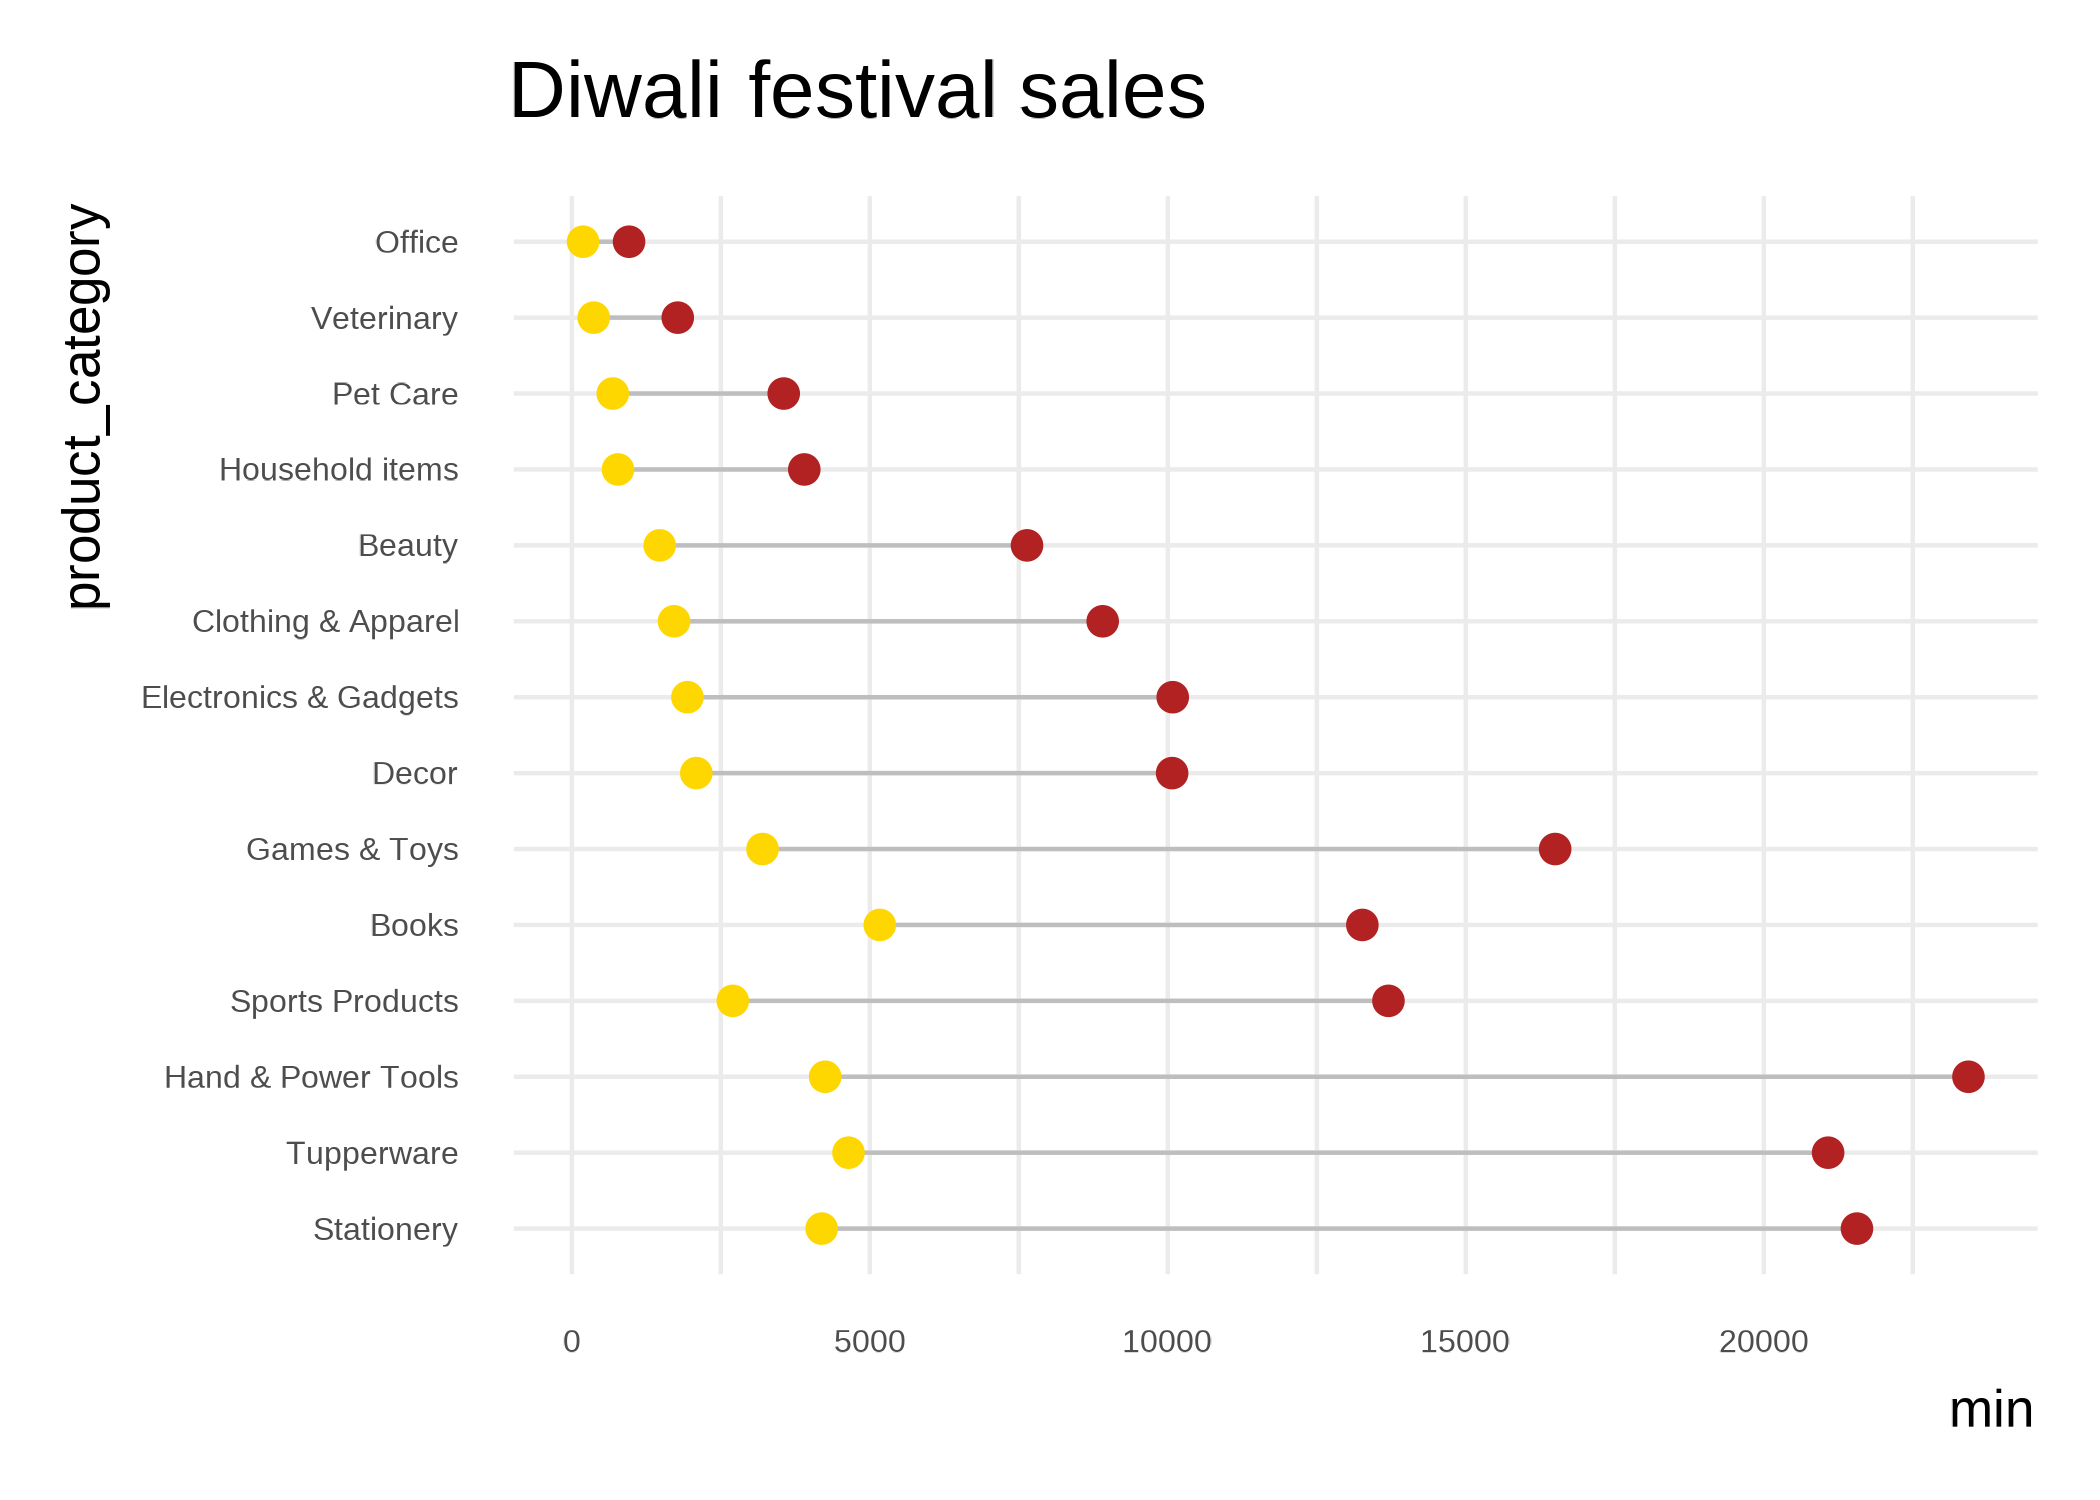 Diwali festival sales
product_category
Office
Veterinary
Pet Care
Household items
Beauty
Clothing & Apparel
Electronics & Gadgets
Decor
Games & Toys
Books
Sports Products
Hand & Power Tools
Tupperware
Stationery
0 5000 10000 15000 20000
min